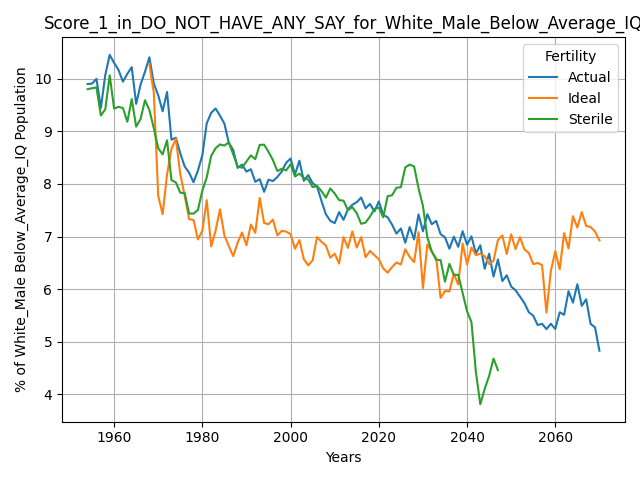 Score_1_in_DO_NOT_HAVE_ANY_SAY_for_White_Male_Below_Average_IQ
Fertility
Actual
Ideal
Sterile
% of White_Male Below_Average_IQ Population
10
9
8
7
6
5
4
1960 1980 2000 2020 2040 2060
Years